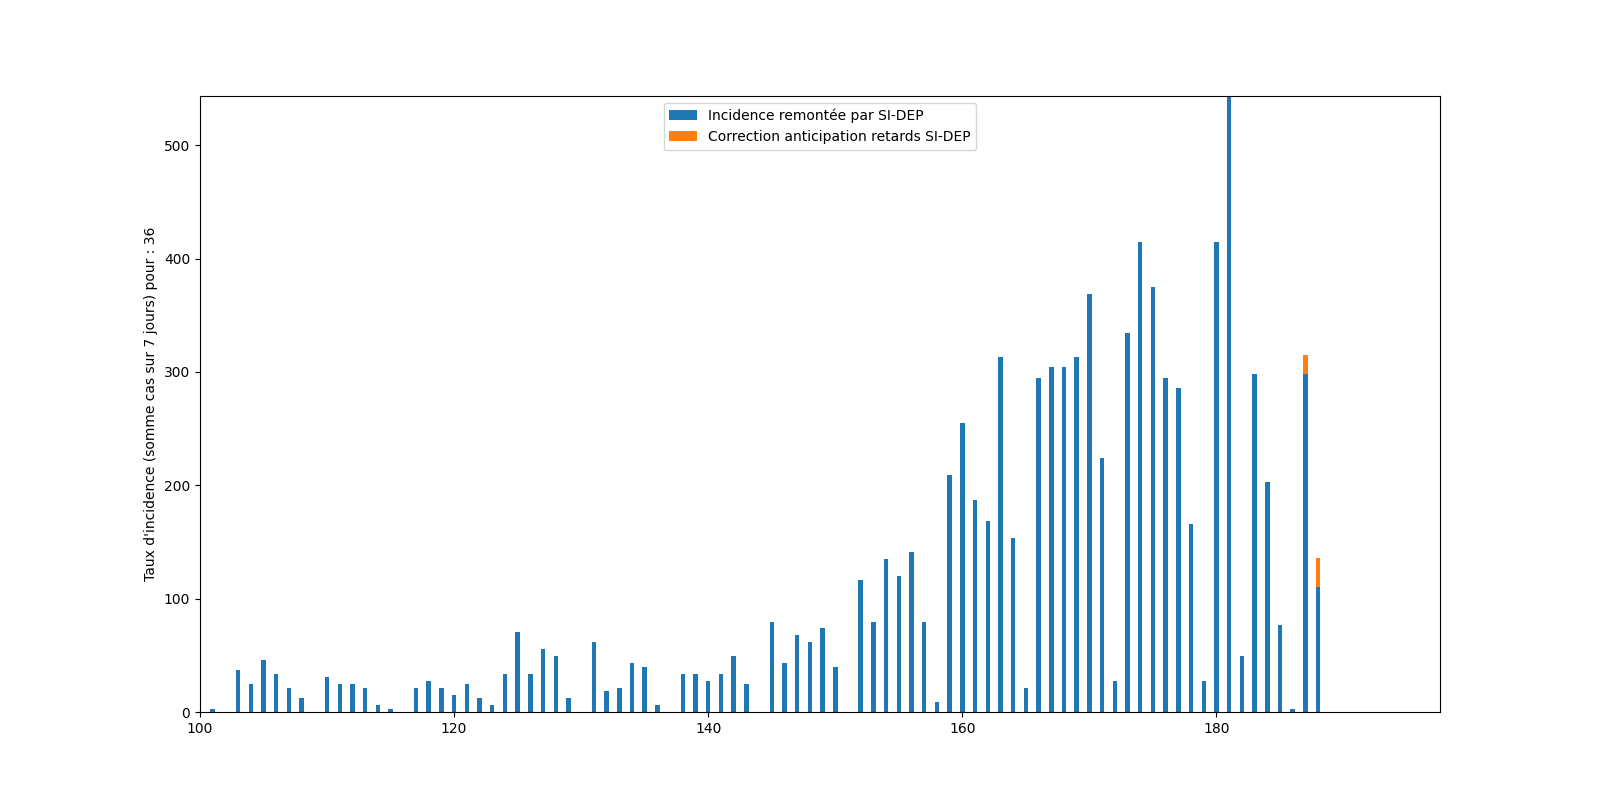 Incidence remontée par SI-DEP
Correction anticipation retards SI-DEP
Taux d'incidence (somme cas sur 7 jours) pour : 36
500
400
300
200
100
0
100 120 140 160 180